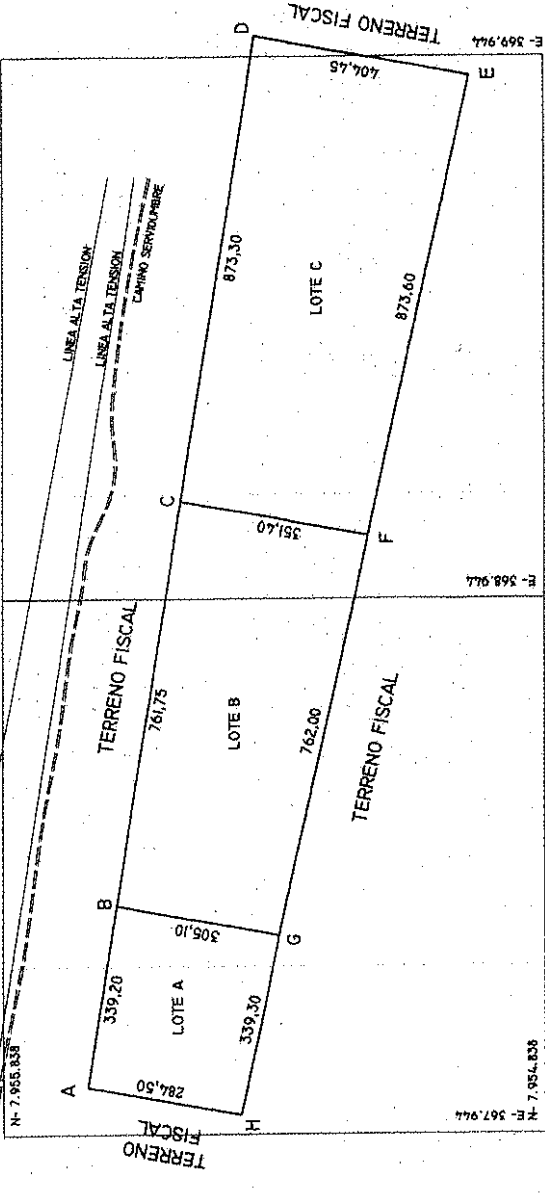 N- 7.955.838
LINEA ALTA TENSION
LINEA ALTA TENSION
CAMINO SERVIDUMBRE
TERRENO FISCAL
D
E- 369.944
404,45
E
873,30
LOTE C
873,60
C
351,40
F
E- 368.944
TERRENO FISCAL
761,75
LOTE B
762,00
TERRENO FISCAL
B
305,10
G
339,20
LOTE A
339,30
A
284,50
H
TERRENO
FISCAL
E- 367.944
N- 7.954.838